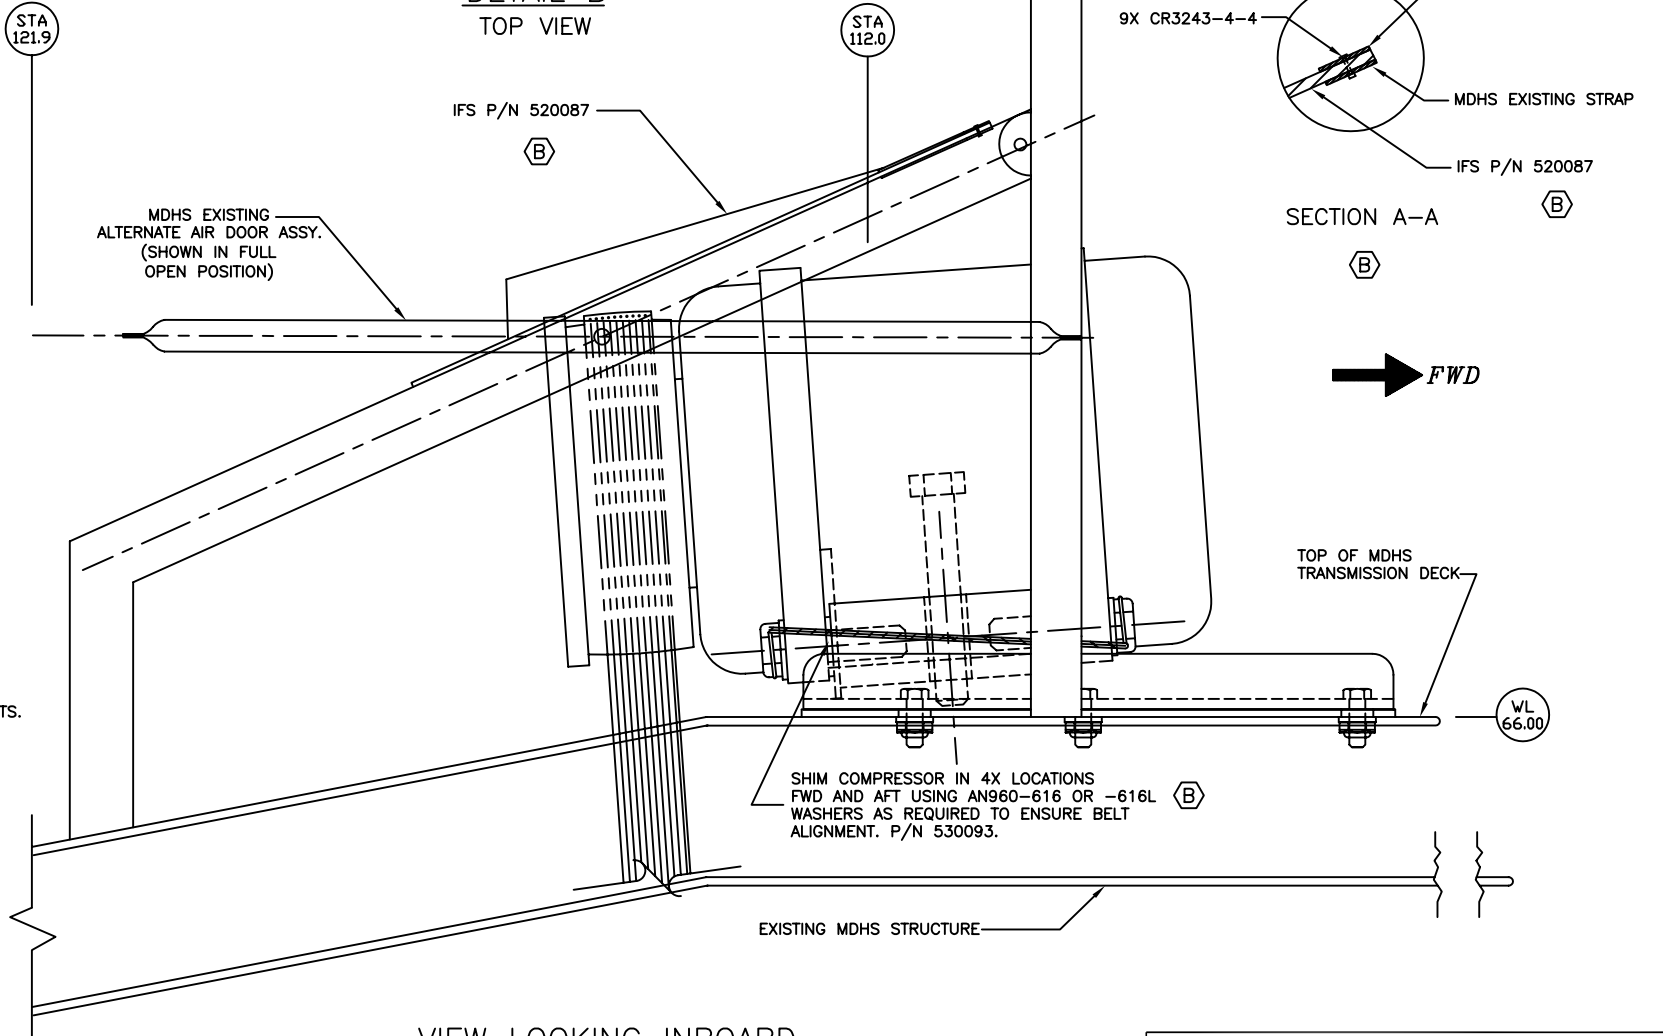 DETAIL B
TOP VIEW
STA
121.9
STA
112.0
9X CR3243-4-4
MDHS EXISTING STRAP
IFS P/N 520087
B
IFS P/N 520087
B
SECTION A-A
B
MDHS EXISTING
ALTERNATE AIR DOOR ASSY.
(SHOWN IN FULL
OPEN POSITION)
FWD
TOP OF MDHS
TRANSMISSION DECK
TS.
WL
66.00
SHIM COMPRESSOR IN 4X LOCATIONS
FWD AND AFT USING AN960-616 OR -616L
WASHERS AS REQUIRED TO ENSURE BELT
ALIGNMENT. P/N 530093.
B
EXISTING MDHS STRUCTURE
VIEW LOOKING INBOARD